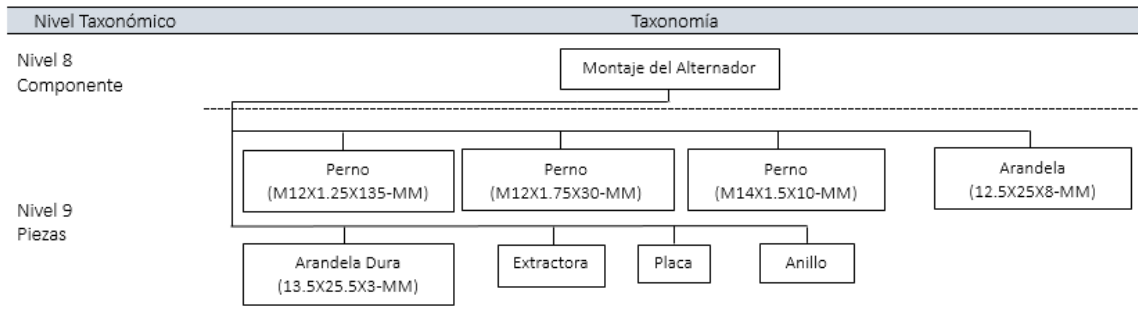 Nivel Taxonómico Taxonomía
Nivel 8
Componente
Montaje del Alternador
Perno
(M12X1.25X135-MM)
Perno
(M12X1.75X30-MM)
Perno
(M14X1.5X10-MM)
Arandela
(12.5X25X8-MM)
Nivel 9
Piezas
Arandela Dura
(13.5X25.5X3-MM)
Extractora
Placa
Anillo